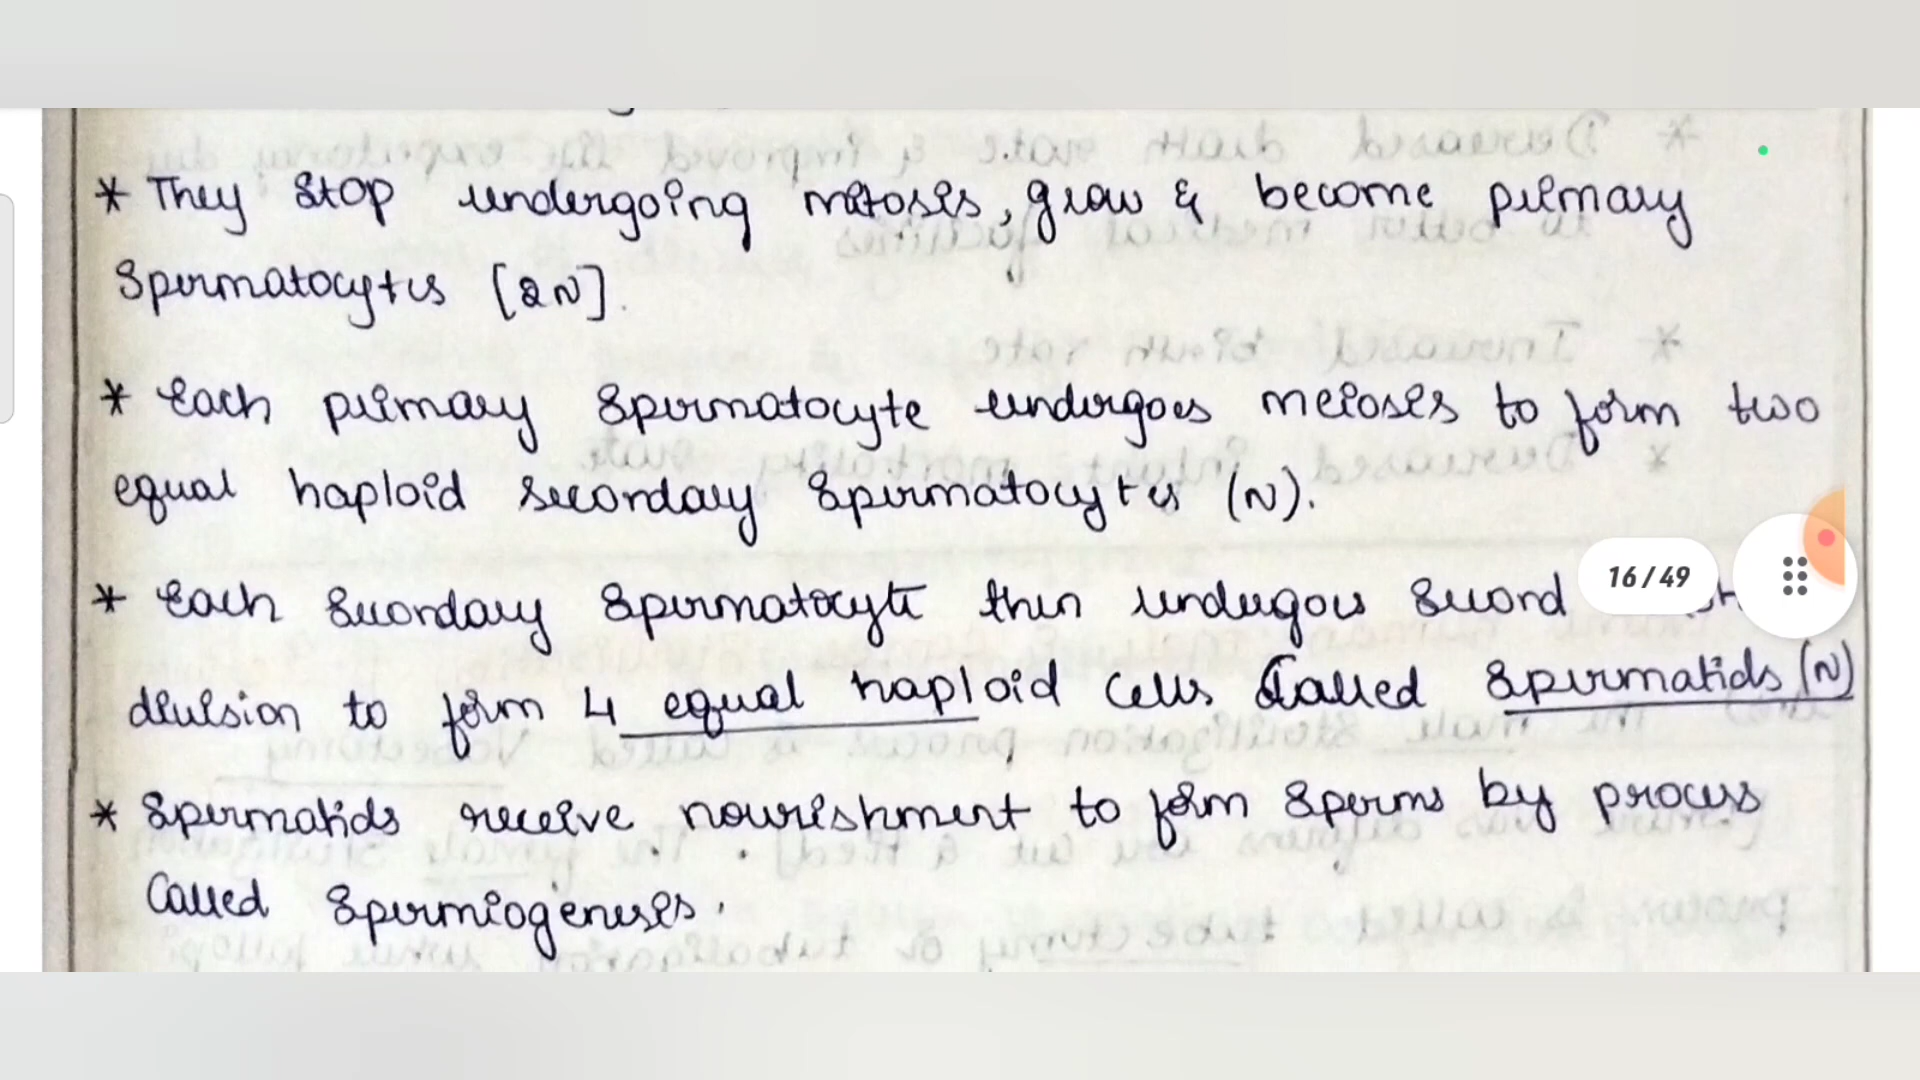 * They stop undergoing mitosis, grow & become primary
Spermatocytes [2N].
* Each primary Spermatocyte undergoes meiosis to form two
equal haploid secondary Spermatocytes (N).
* Each Secondary Spermatocyte then undergoes Second
16/49
division to form 4 equal haploid cells Called Spermatids (N)
* Spermatids receive nourishment to form Sperms by process
Called Spermiogenesis.